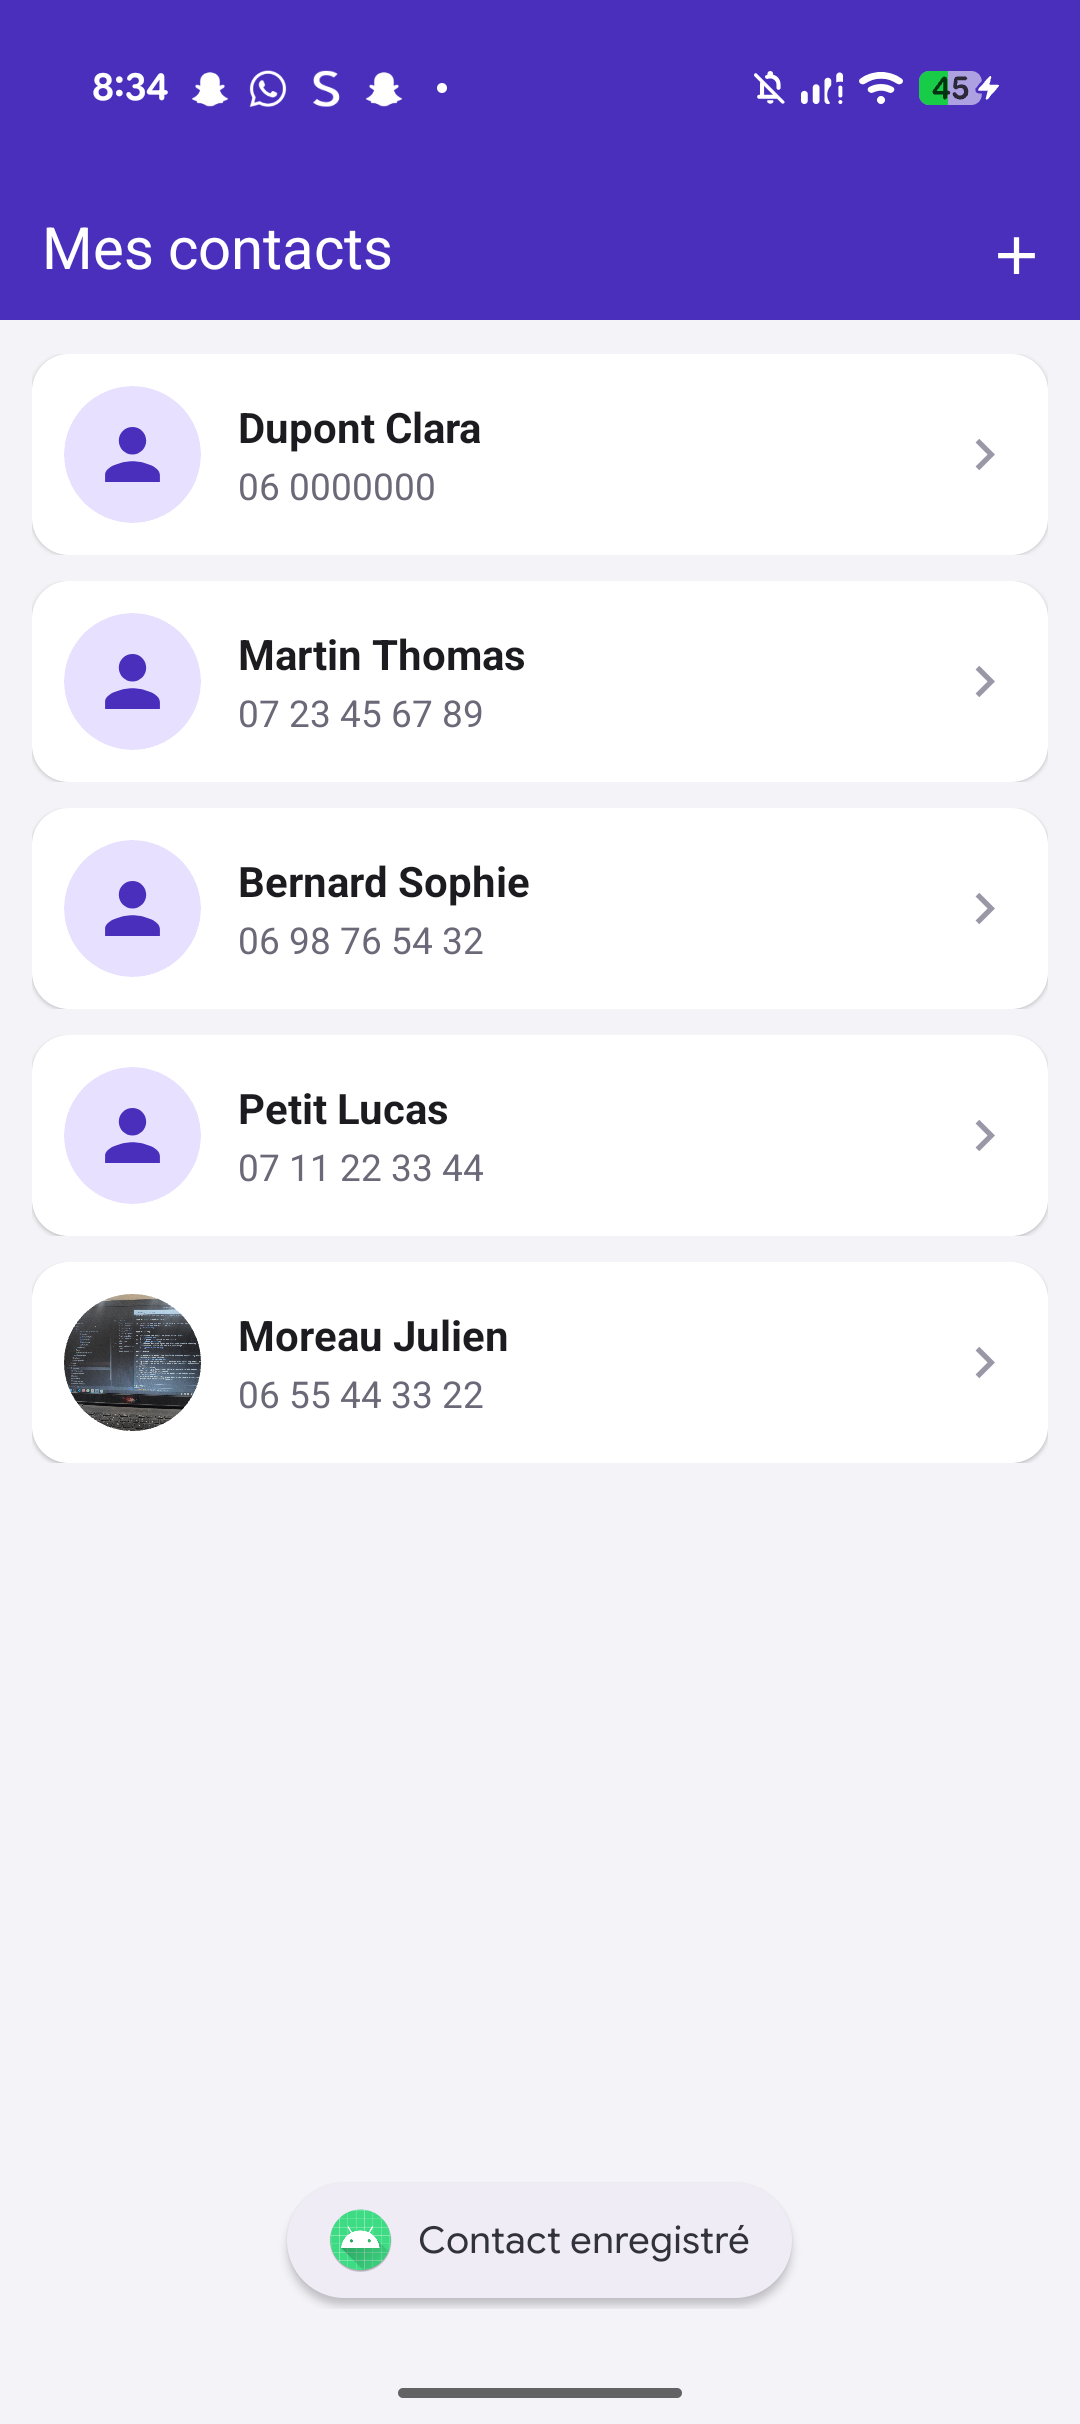 8:34
45
Mes contacts
Dupont Clara
06 0000000
Martin Thomas
07 23 45 67 89
Bernard Sophie
06 98 76 54 32
Petit Lucas
07 11 22 33 44
Moreau Julien
06 55 44 33 22
Contact enregistré